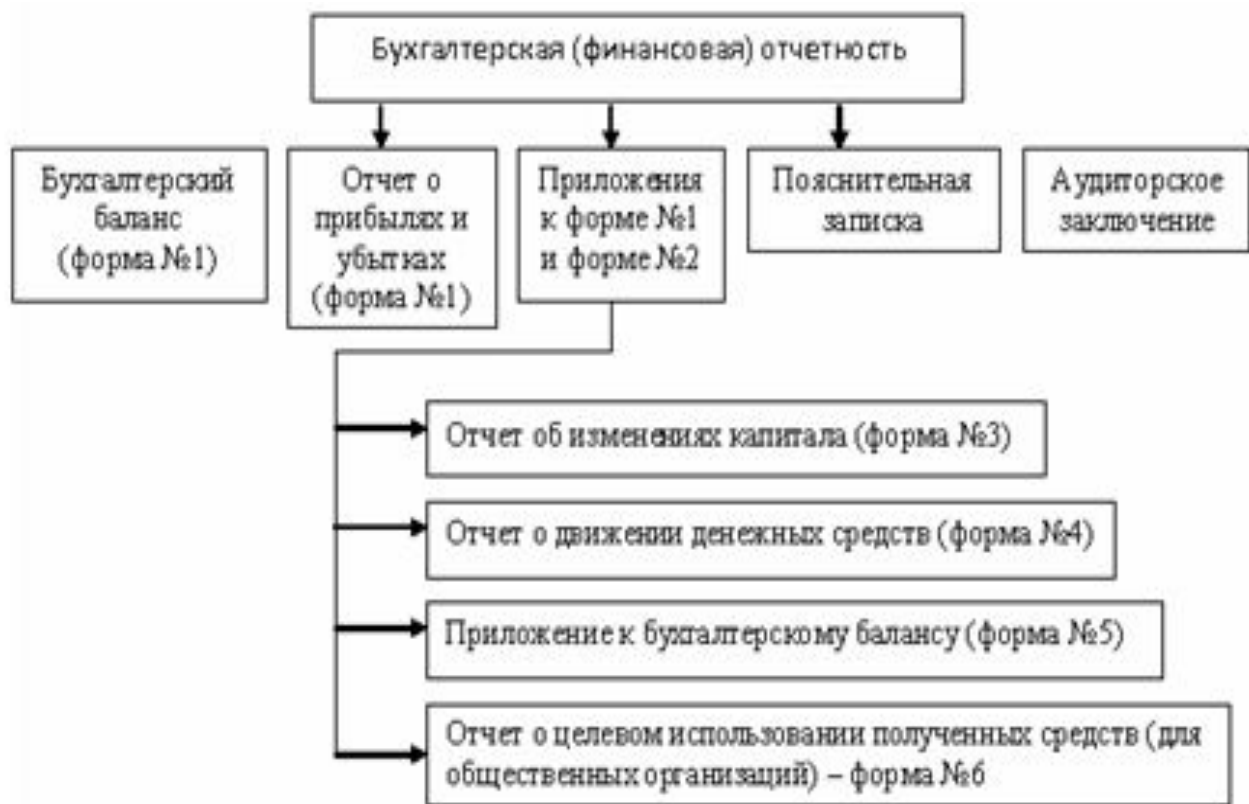 Бухгалтерская (финансовая) отчетность
Бухгалтерский
баланс
(форма №1)
Отчет о
прибылях и
убытках
(форма №1)
Приложения
к форме №1
и форме №2
Пояснительная
записка
Аудиторское
заключение
Отчет об изменениях капитала (форма №3)
Отчет о движении денежных средств (форма №4)
Приложение к бухгалтерскому балансу (форма №5)
Отчет о целевом использовании полученных средств (для
общественных организаций) – форма №6